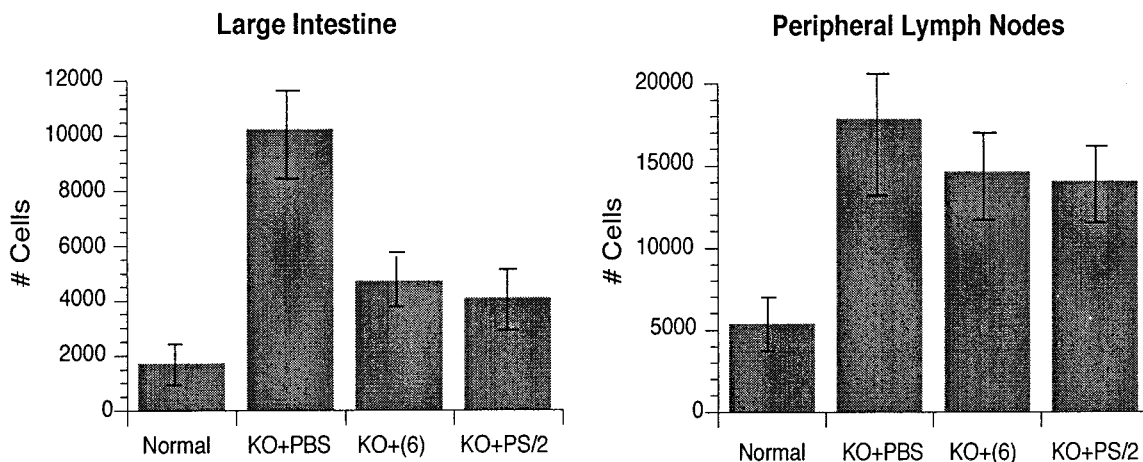 Large Intestine
# Cells
12000
10000
8000
6000
4000
2000
0
Normal KO+PBS KO+(6) KO+PS/2
Peripheral Lymph Nodes
# Cells
20000
15000
10000
5000
0
Normal KO+PBS KO+(6) KO+PS/2